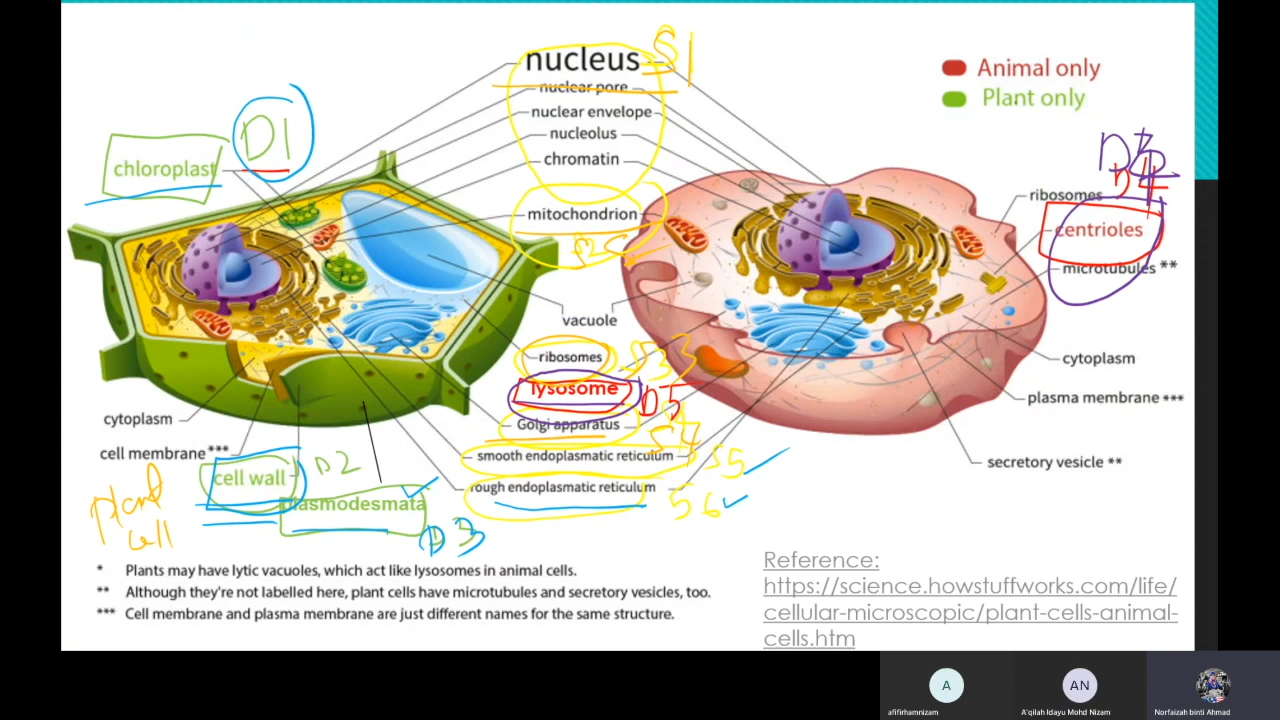 nucleus S1
nuclear pore
nuclear envelope
nucleolus
chromatin
mitochondrion
S2
vacuole
ribosomes S3
lysosome D5
Golgi apparatus S4
smooth endoplasmatic reticulum S5
rough endoplasmatic reticulum S6
Animal only
Plant only
chloroplast D1
cytoplasm
cell membrane***
cell wall D2
plasmodesmata
D3
plant
cell
D4
ribosomes
centrioles
microtubules **
cytoplasm
plasma membrane ***
secretory vesicle **
* Plants may have lytic vacuoles, which act like lysosomes in animal cells.
** Although they're not labelled here, plant cells have microtubules and secretory vesicles, too.
*** Cell membrane and plasma membrane are just different names for the same structure.
Reference:
https://science.howstuffworks.com/life/
cellular-microscopic/plant-cells-animal-
cells.htm
A
AN
afifirhamnizam
A'qilah Idayu Mohd Nizam
Norfaizah binti Ahmad